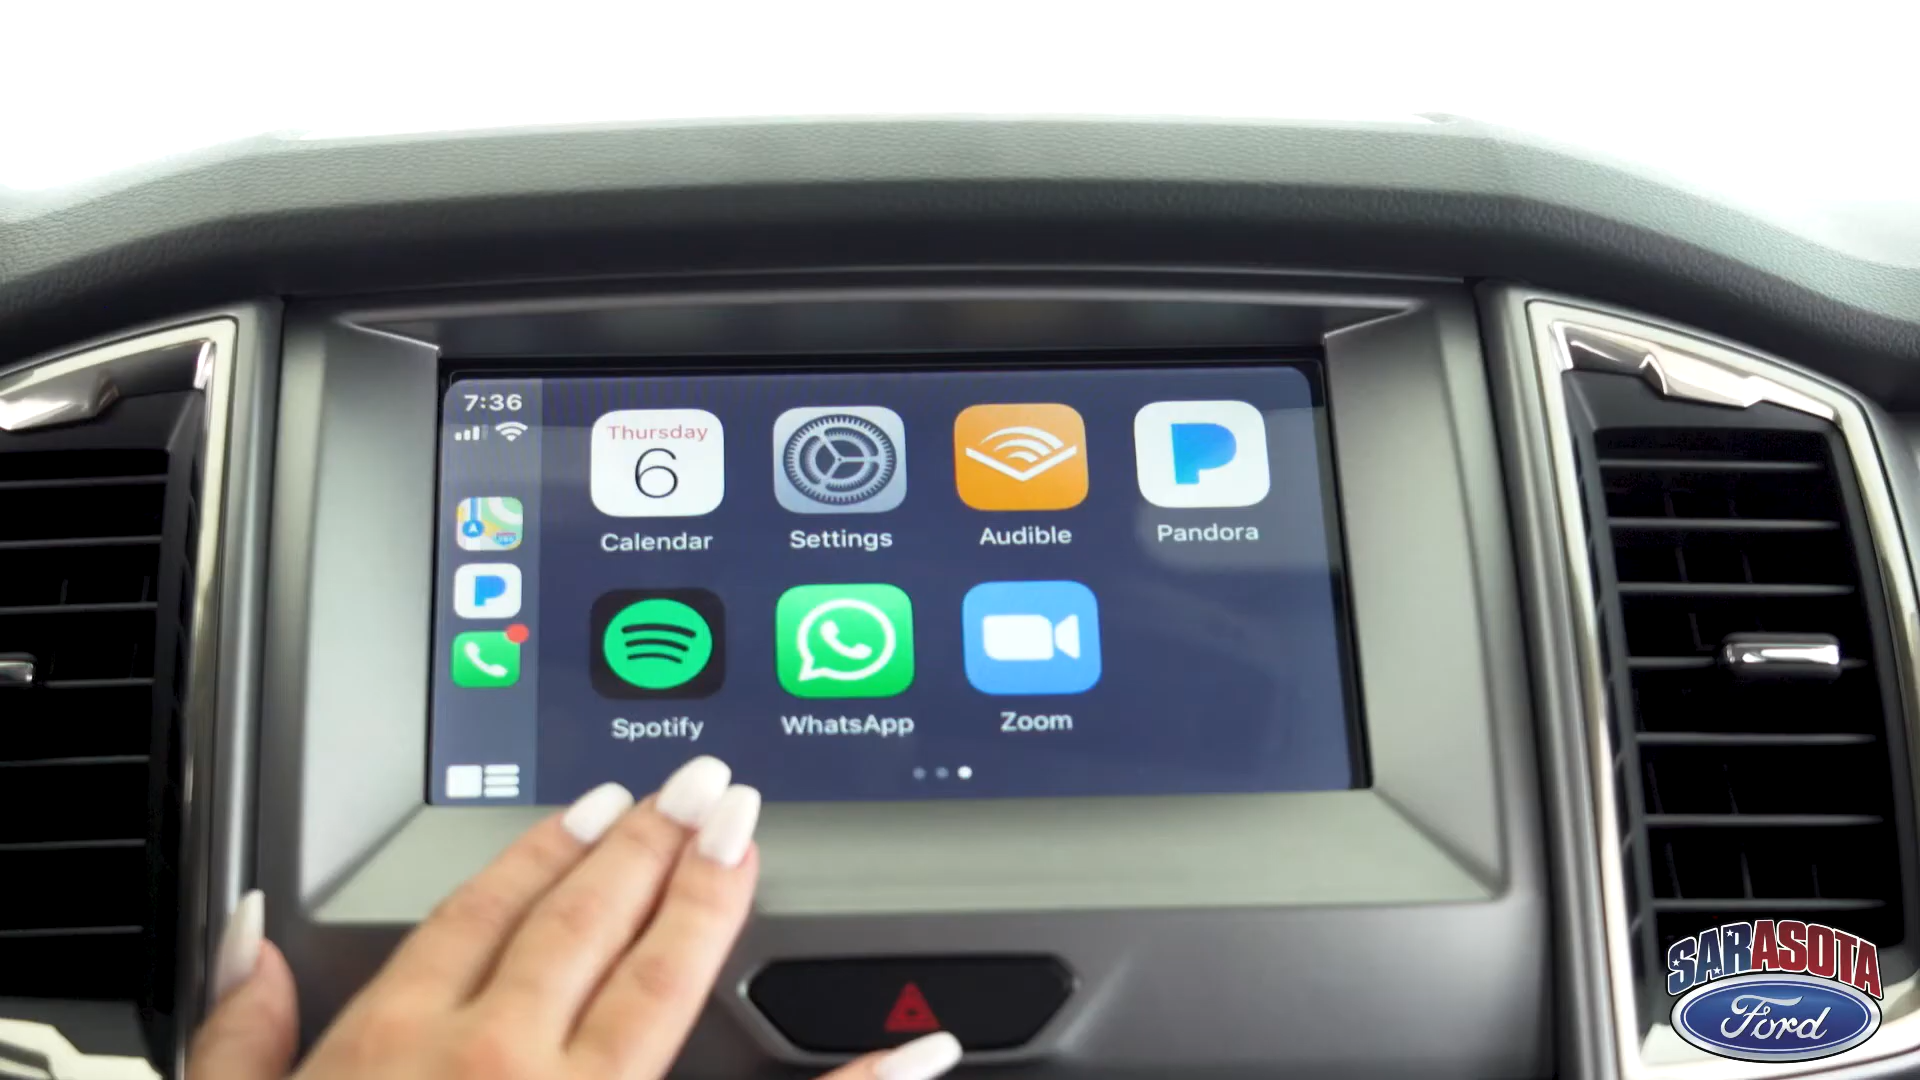 7:36
Thursday
6
Calendar
Settings
Audible
Pandora
Spotify
WhatsApp
Zoom
SARASOTA
Ford